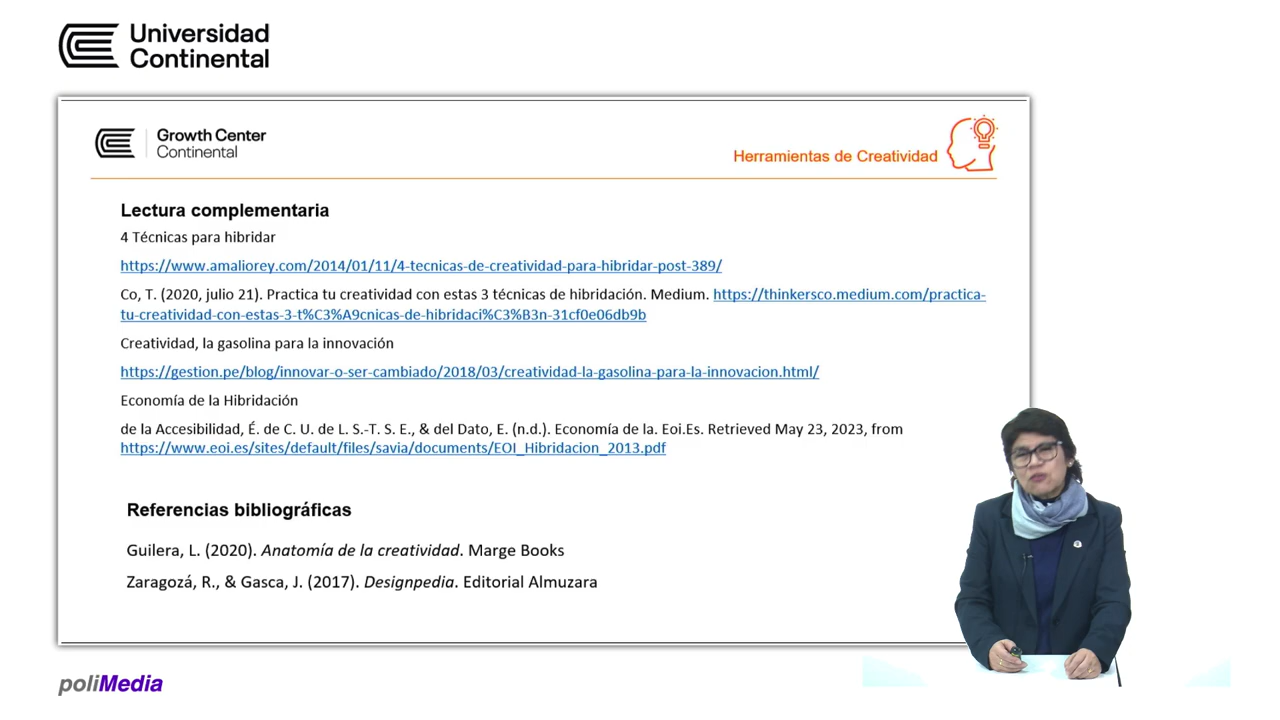 Universidad
Continental
Growth Center
Continental
Herramientas de Creatividad
Lectura complementaria
4 Técnicas para hibridar
https://www.amaliorey.com/2014/01/11/4-tecnicas-de-creatividad-para-hibridar-post-389/
Co, T. (2020, julio 21). Practica tu creatividad con estas 3 técnicas de hibridación. Medium. https://thinkersco.medium.com/practica-
tu-creatividad-con-estas-3-t%C3%A9cnicas-de-hibridaci%C3%B3n-31cf0e06db9b
Creatividad, la gasolina para la innovación
https://gestion.pe/blog/innovar-o-ser-cambiado/2018/03/creatividad-la-gasolina-para-la-innovacion.html/
Economía de la Hibridación
de la Accesibilidad, É. de C. U. de L. S.-T. S. E., & del Dato, E. (n.d.). Economía de la. Eoi.Es. Retrieved May 23, 2023, from
https://www.eoi.es/sites/default/files/savia/documents/EOI_Hibridacion_2013.pdf
Referencias bibliográficas
Guilera, L. (2020). Anatomía de la creatividad. Marge Books
Zaragozá, R., & Gasca, J. (2017). Designpedia. Editorial Almuzara
poliMedia